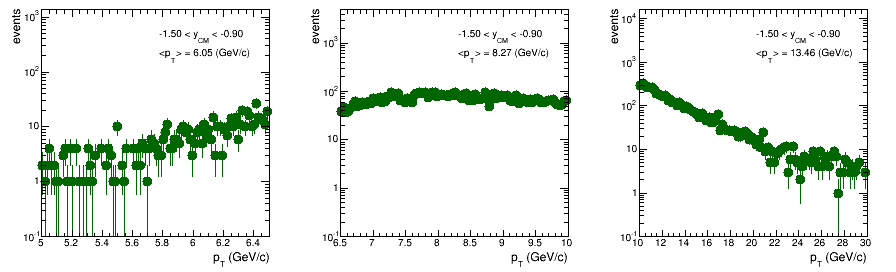 events
-1.50 < y_CM < -0.90
<p_T> = 6.05 (GeV/c)
10^3
10^2
10
1
10^-1
5 5.2 5.4 5.6 5.8 6 6.2 6.4
p_T (GeV/c)
events
-1.50 < y_CM < -0.90
<p_T> = 8.27 (GeV/c)
10^3
10^2
10
1
10^-1
6.5 7 7.5 8 8.5 9 9.5 10
p_T (GeV/c)
events
-1.50 < y_CM < -0.90
<p_T> = 13.46 (GeV/c)
10^4
10^3
10^2
10
1
10^-1
10 12 14 16 18 20 22 24 26 28 30
p_T (GeV/c)